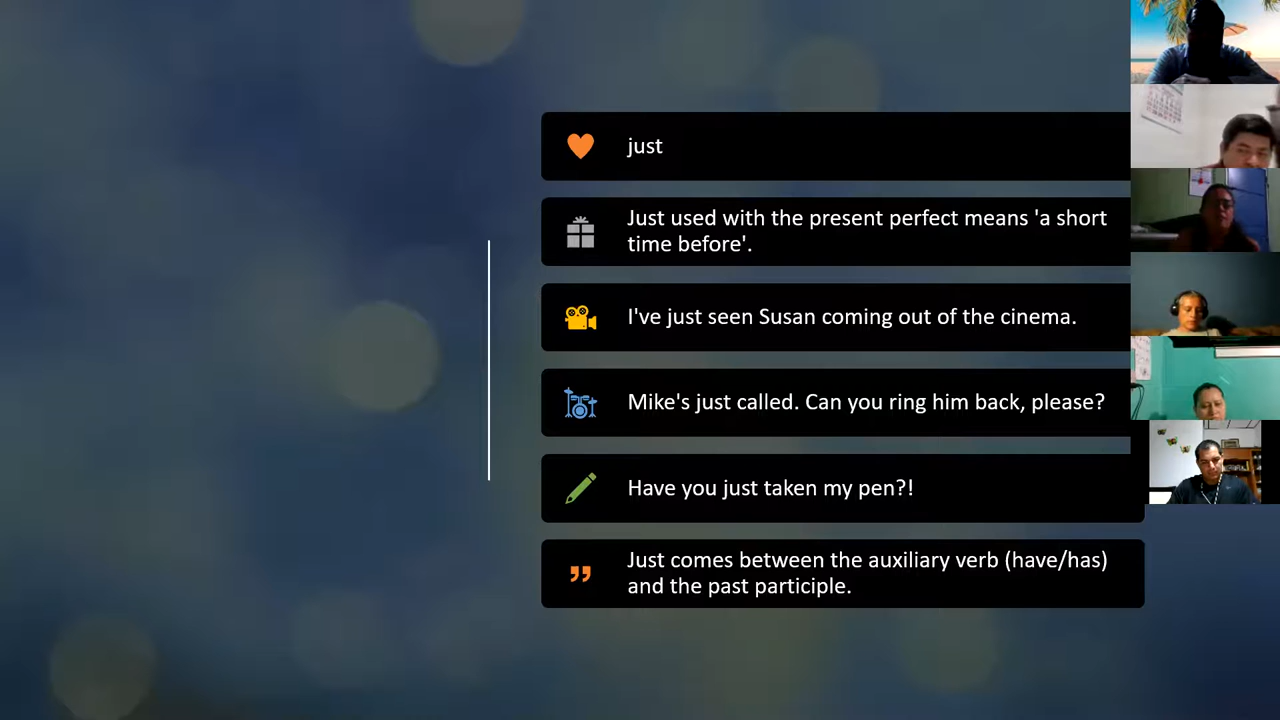 just
Just used with the present perfect means 'a short
time before'.
I've just seen Susan coming out of the cinema.
Mike's just called. Can you ring him back, please?
Have you just taken my pen?!
Just comes between the auxiliary verb (have/has)
and the past participle.